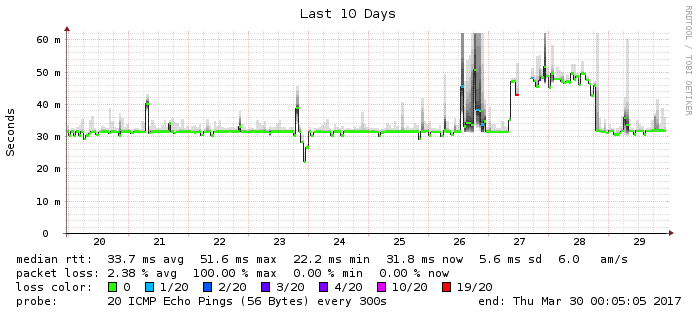 Last 10 Days
RRDTOOL / TOBI OETIKER
Seconds
60 m
50 m
40 m
30 m
20 m
10 m
0
20 21 22 23 24 25 26 27 28 29
median rtt: 33.7 ms avg 51.6 ms max 22.2 ms min 31.8 ms now 5.6 ms sd 6.0 am/s
packet loss: 2.38 % avg 100.00 % max 0.00 % min 0.00 % now
loss color: 0 1/20 2/20 3/20 4/20 10/20 19/20
probe: 20 ICMP Echo Pings (56 Bytes) every 300s end: Thu Mar 30 00:05:05 2017